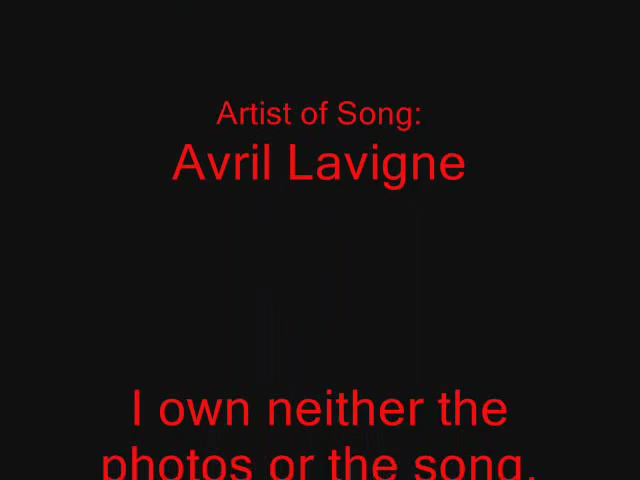 Artist of Song:
Avril Lavigne
I own neither the
photos or the song.